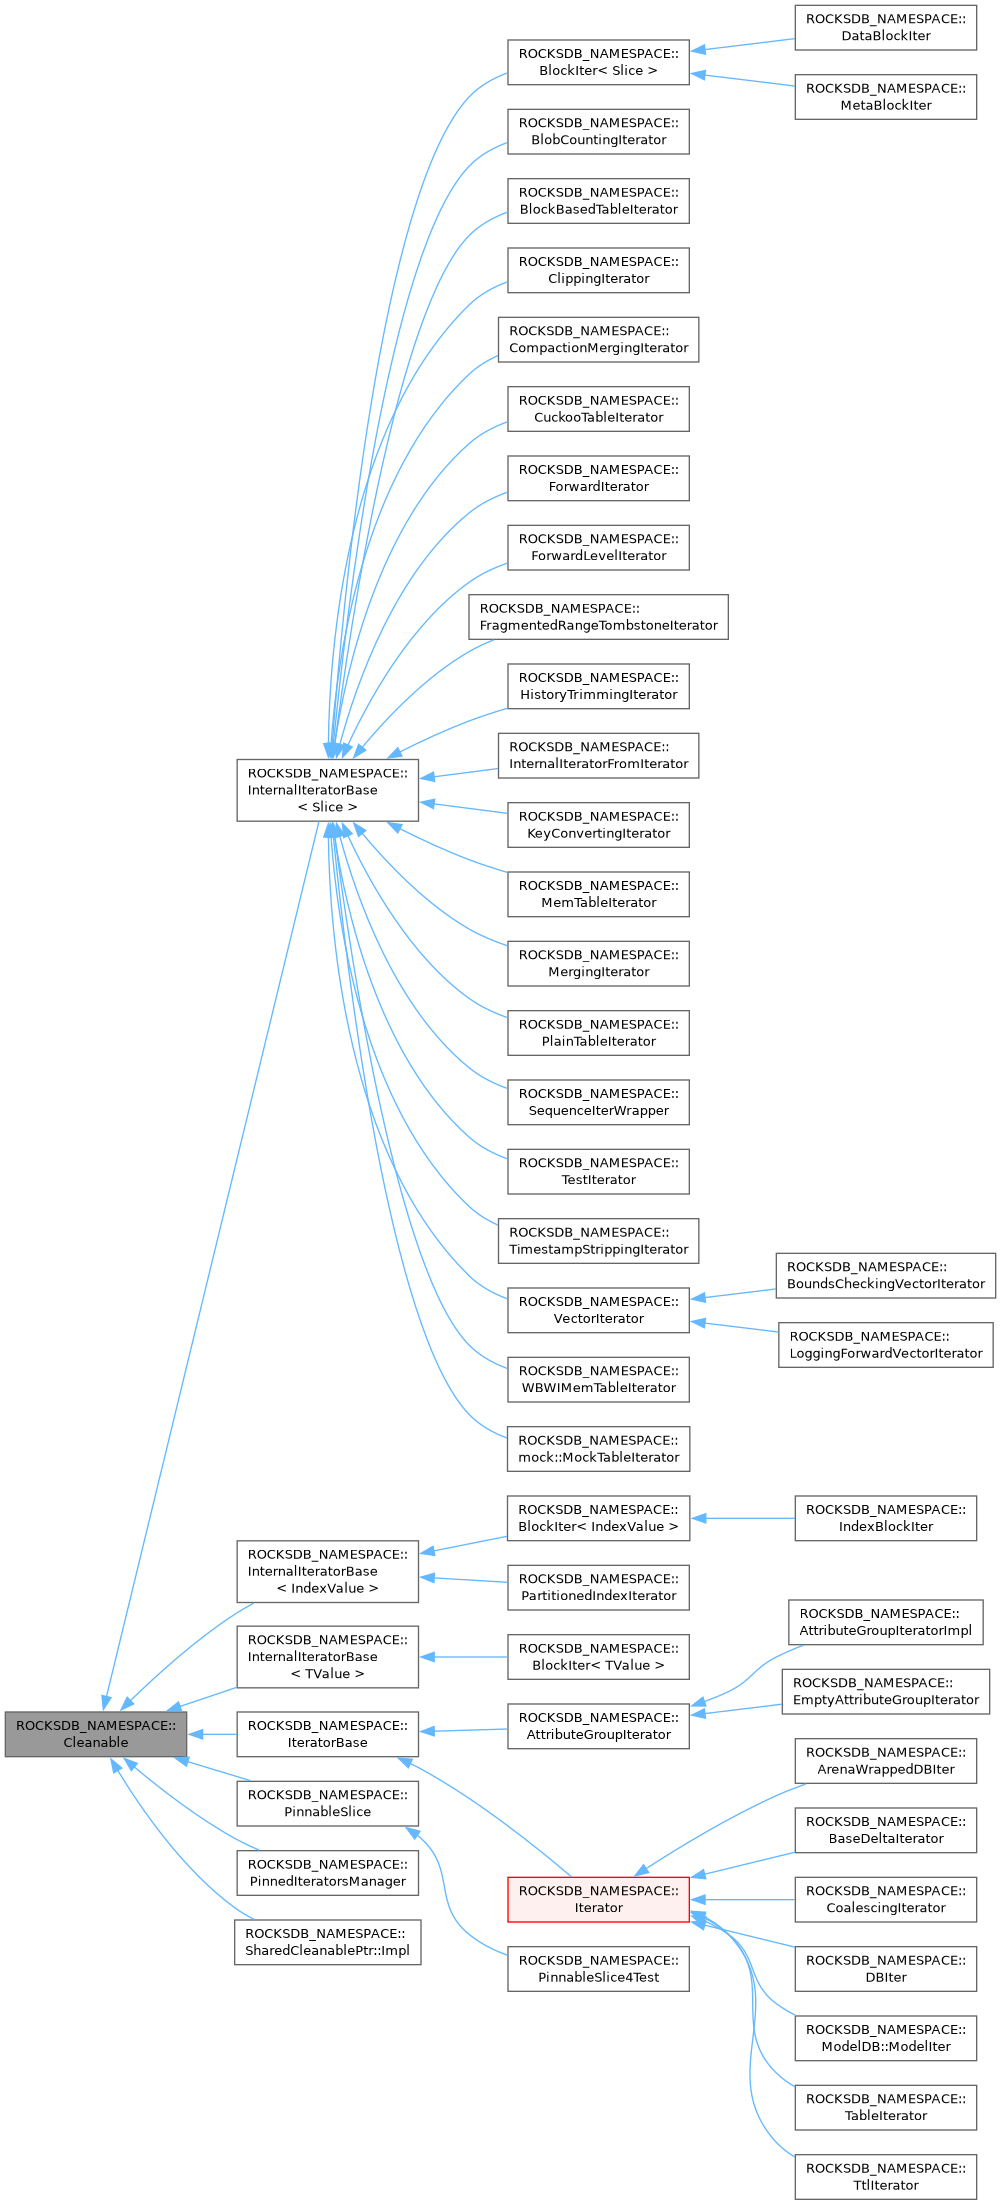 ROCKSDB_NAMESPACE::
Cleanable
ROCKSDB_NAMESPACE::
InternalIteratorBase
< Slice >
ROCKSDB_NAMESPACE::
BlockIter< Slice >
ROCKSDB_NAMESPACE::
DataBlockIter
ROCKSDB_NAMESPACE::
MetaBlockIter
ROCKSDB_NAMESPACE::
BlobCountingIterator
ROCKSDB_NAMESPACE::
BlockBasedTableIterator
ROCKSDB_NAMESPACE::
ClippingIterator
ROCKSDB_NAMESPACE::
CompactionMergingIterator
ROCKSDB_NAMESPACE::
CuckooTableIterator
ROCKSDB_NAMESPACE::
ForwardIterator
ROCKSDB_NAMESPACE::
ForwardLevelIterator
ROCKSDB_NAMESPACE::
FragmentedRangeTombstoneIterator
ROCKSDB_NAMESPACE::
HistoryTrimmingIterator
ROCKSDB_NAMESPACE::
InternalIteratorFromIterator
ROCKSDB_NAMESPACE::
KeyConvertingIterator
ROCKSDB_NAMESPACE::
MemTableIterator
ROCKSDB_NAMESPACE::
MergingIterator
ROCKSDB_NAMESPACE::
PlainTableIterator
ROCKSDB_NAMESPACE::
SequenceIterWrapper
ROCKSDB_NAMESPACE::
TestIterator
ROCKSDB_NAMESPACE::
TimestampStrippingIterator
ROCKSDB_NAMESPACE::
VectorIterator
ROCKSDB_NAMESPACE::
BoundsCheckingVectorIterator
ROCKSDB_NAMESPACE::
LoggingForwardVectorIterator
ROCKSDB_NAMESPACE::
WBWIMemTableIterator
ROCKSDB_NAMESPACE::
mock::MockTableIterator
ROCKSDB_NAMESPACE::
InternalIteratorBase
< IndexValue >
ROCKSDB_NAMESPACE::
BlockIter< IndexValue >
ROCKSDB_NAMESPACE::
IndexBlockIter
ROCKSDB_NAMESPACE::
PartitionedIndexIterator
ROCKSDB_NAMESPACE::
InternalIteratorBase
< TValue >
ROCKSDB_NAMESPACE::
BlockIter< TValue >
ROCKSDB_NAMESPACE::
IteratorBase
ROCKSDB_NAMESPACE::
AttributeGroupIterator
ROCKSDB_NAMESPACE::
AttributeGroupIteratorImpl
ROCKSDB_NAMESPACE::
EmptyAttributeGroupIterator
ROCKSDB_NAMESPACE::
Iterator
ROCKSDB_NAMESPACE::
ArenaWrappedDBIter
ROCKSDB_NAMESPACE::
BaseDeltaIterator
ROCKSDB_NAMESPACE::
CoalescingIterator
ROCKSDB_NAMESPACE::
DBIter
ROCKSDB_NAMESPACE::
ModelDB::ModelIter
ROCKSDB_NAMESPACE::
TableIterator
ROCKSDB_NAMESPACE::
TtlIterator
ROCKSDB_NAMESPACE::
PinnableSlice
ROCKSDB_NAMESPACE::
PinnableSlice4Test
ROCKSDB_NAMESPACE::
PinnedIteratorsManager
ROCKSDB_NAMESPACE::
SharedCleanablePtr::Impl